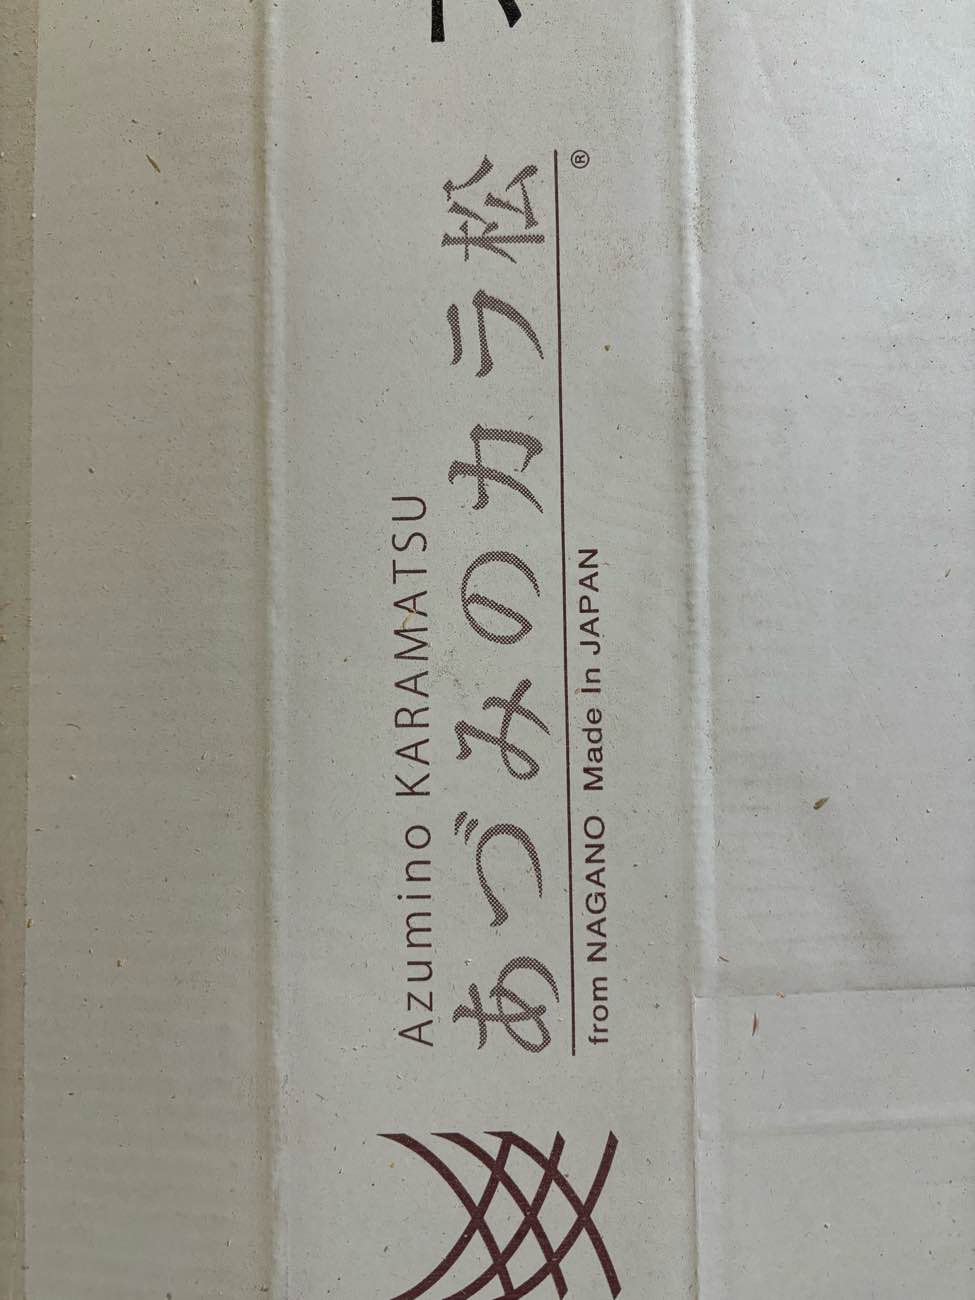 Azumino KARAMATSU
あづみのカラ松
®
from NAGANO Made in JAPAN